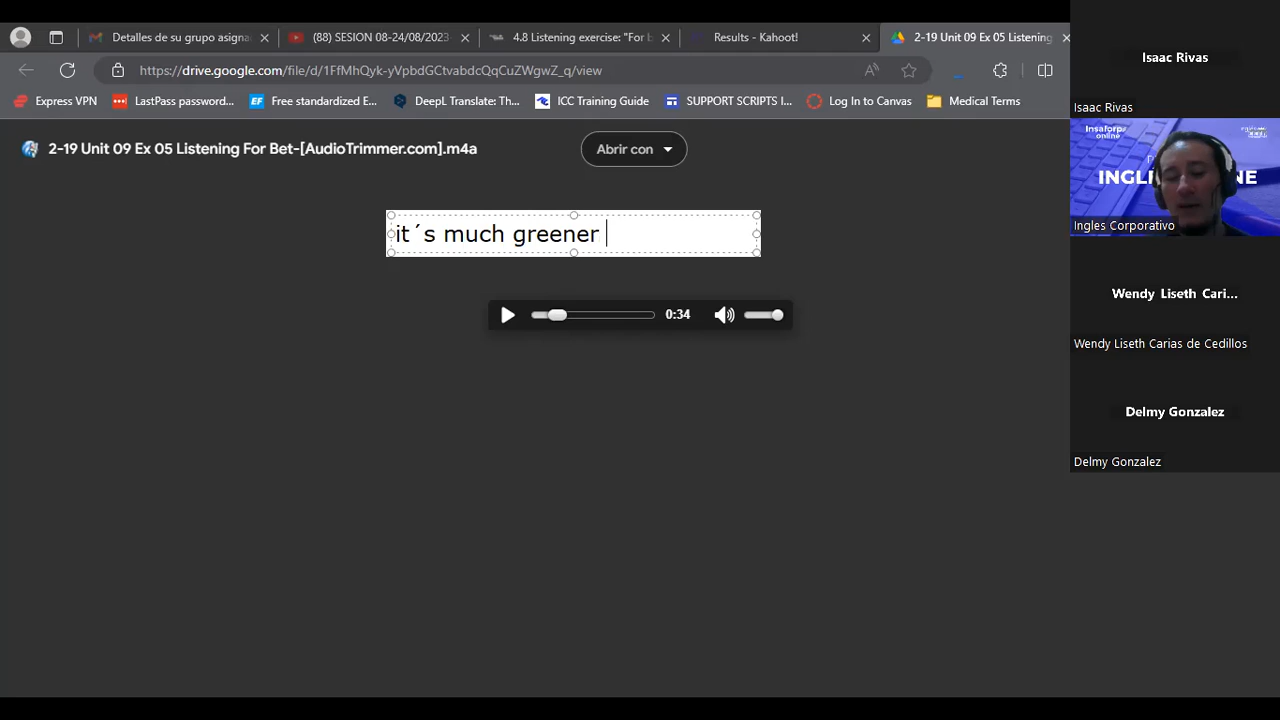 Detalles de su grupo asigna
(88) SESION 08-24/08/2023-
4.8 Listening exercise: "For b
Results - Kahoot!
2-19 Unit 09 Ex 05 Listening
https://drive.google.com/file/d/1FfMhQyk-yVpbdGCtvabdcQqCuZWgwZ_q/view
Express VPN
LastPass password...
EF Free standardized E...
DeepL Translate: Th...
ICC Training Guide
SUPPORT SCRIPTS I...
Log In to Canvas
Medical Terms
2-19 Unit 09 Ex 05 Listening For Bet-[AudioTrimmer.com].m4a
Abrir con
it´s much greener
0:34
Isaac Rivas
Isaac Rivas
Insaforp
online
INGL NE
Ingles Corporativo
Wendy Liseth Cari...
Wendy Liseth Carias de Cedillos
Delmy Gonzalez
Delmy Gonzalez